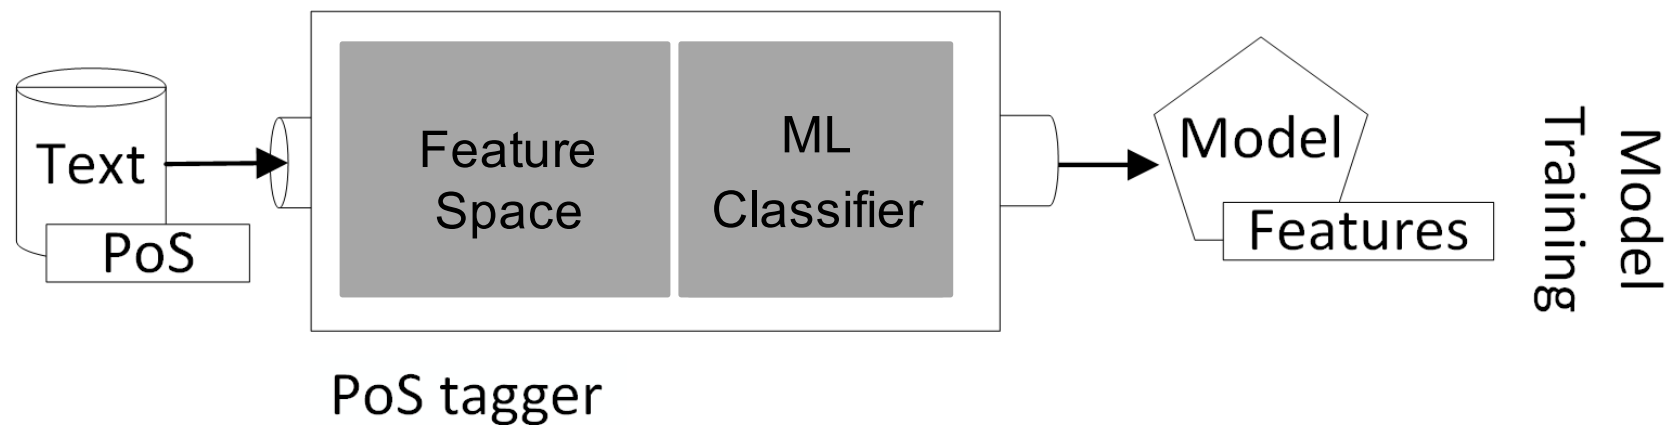 Text
PoS
Feature
Space
ML
Classifier
Model
Features
Model
Training
PoS tagger